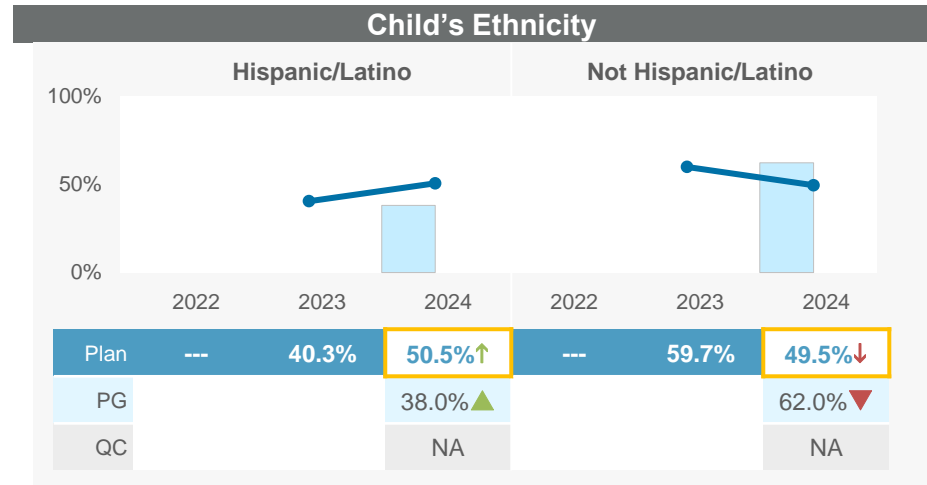 Child's Ethnicity
Hispanic/Latino Not Hispanic/Latino
100%
50%
0%
2022 2023 2024 2022 2023 2024
Plan --- 40.3% 50.5%↑ --- 59.7% 49.5%↓
PG 38.0%▲ 62.0%▼
QC NA NA